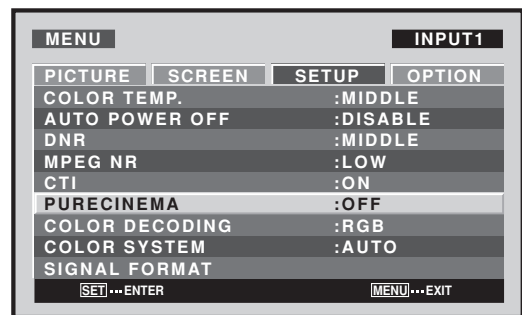 MENU INPUT1
PICTURE SCREEN SETUP OPTION
COLOR TEMP. :MIDDLE
AUTO POWER OFF :DISABLE
DNR :MIDDLE
MPEG NR :LOW
CTI :ON
PURECINEMA :OFF
COLOR DECODING :RGB
COLOR SYSTEM :AUTO
SIGNAL FORMAT
SET ••• ENTER MENU ••• EXIT